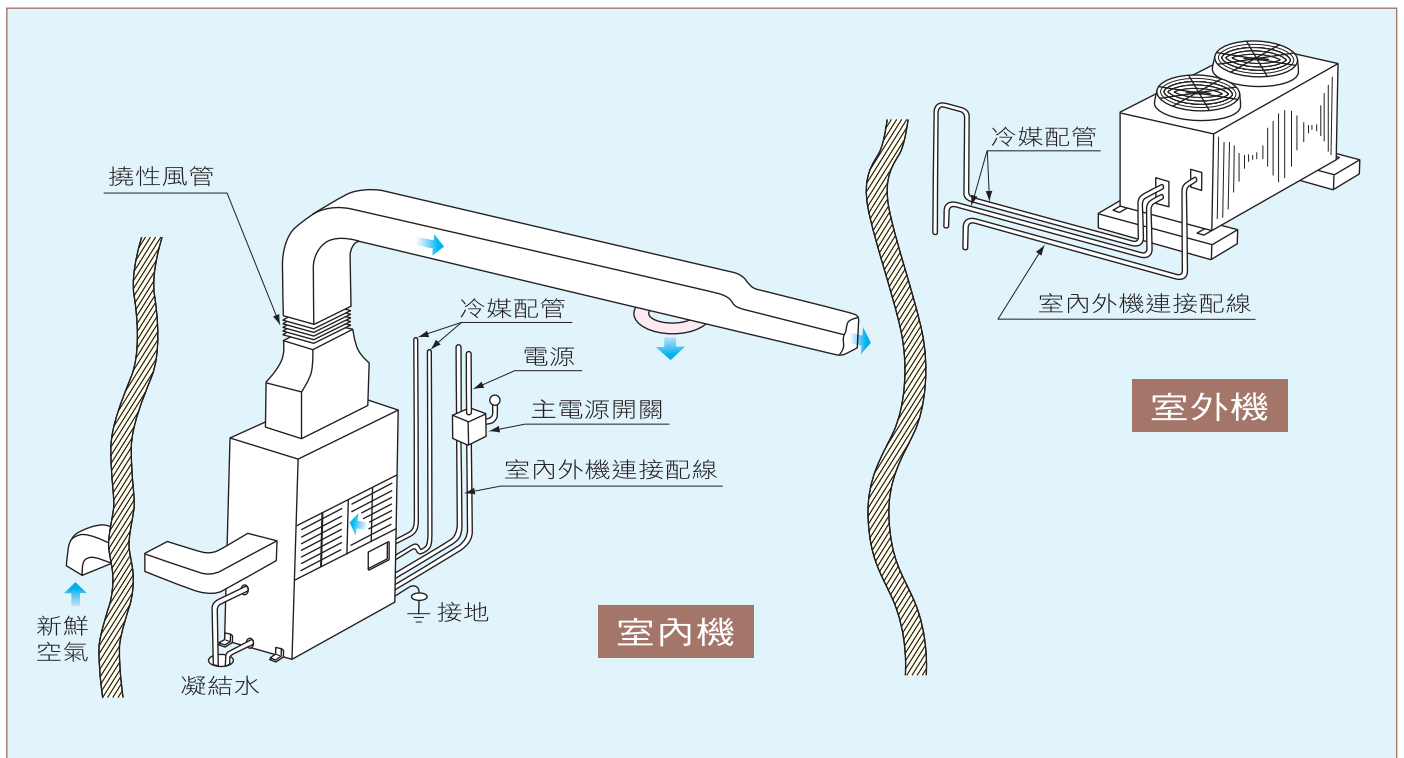 撓性風管
冷媒配管
電源
主電源開關
室內外機連接配線
接地
新鮮
空氣
凝結水
室內機
冷媒配管
室內外機連接配線
室外機